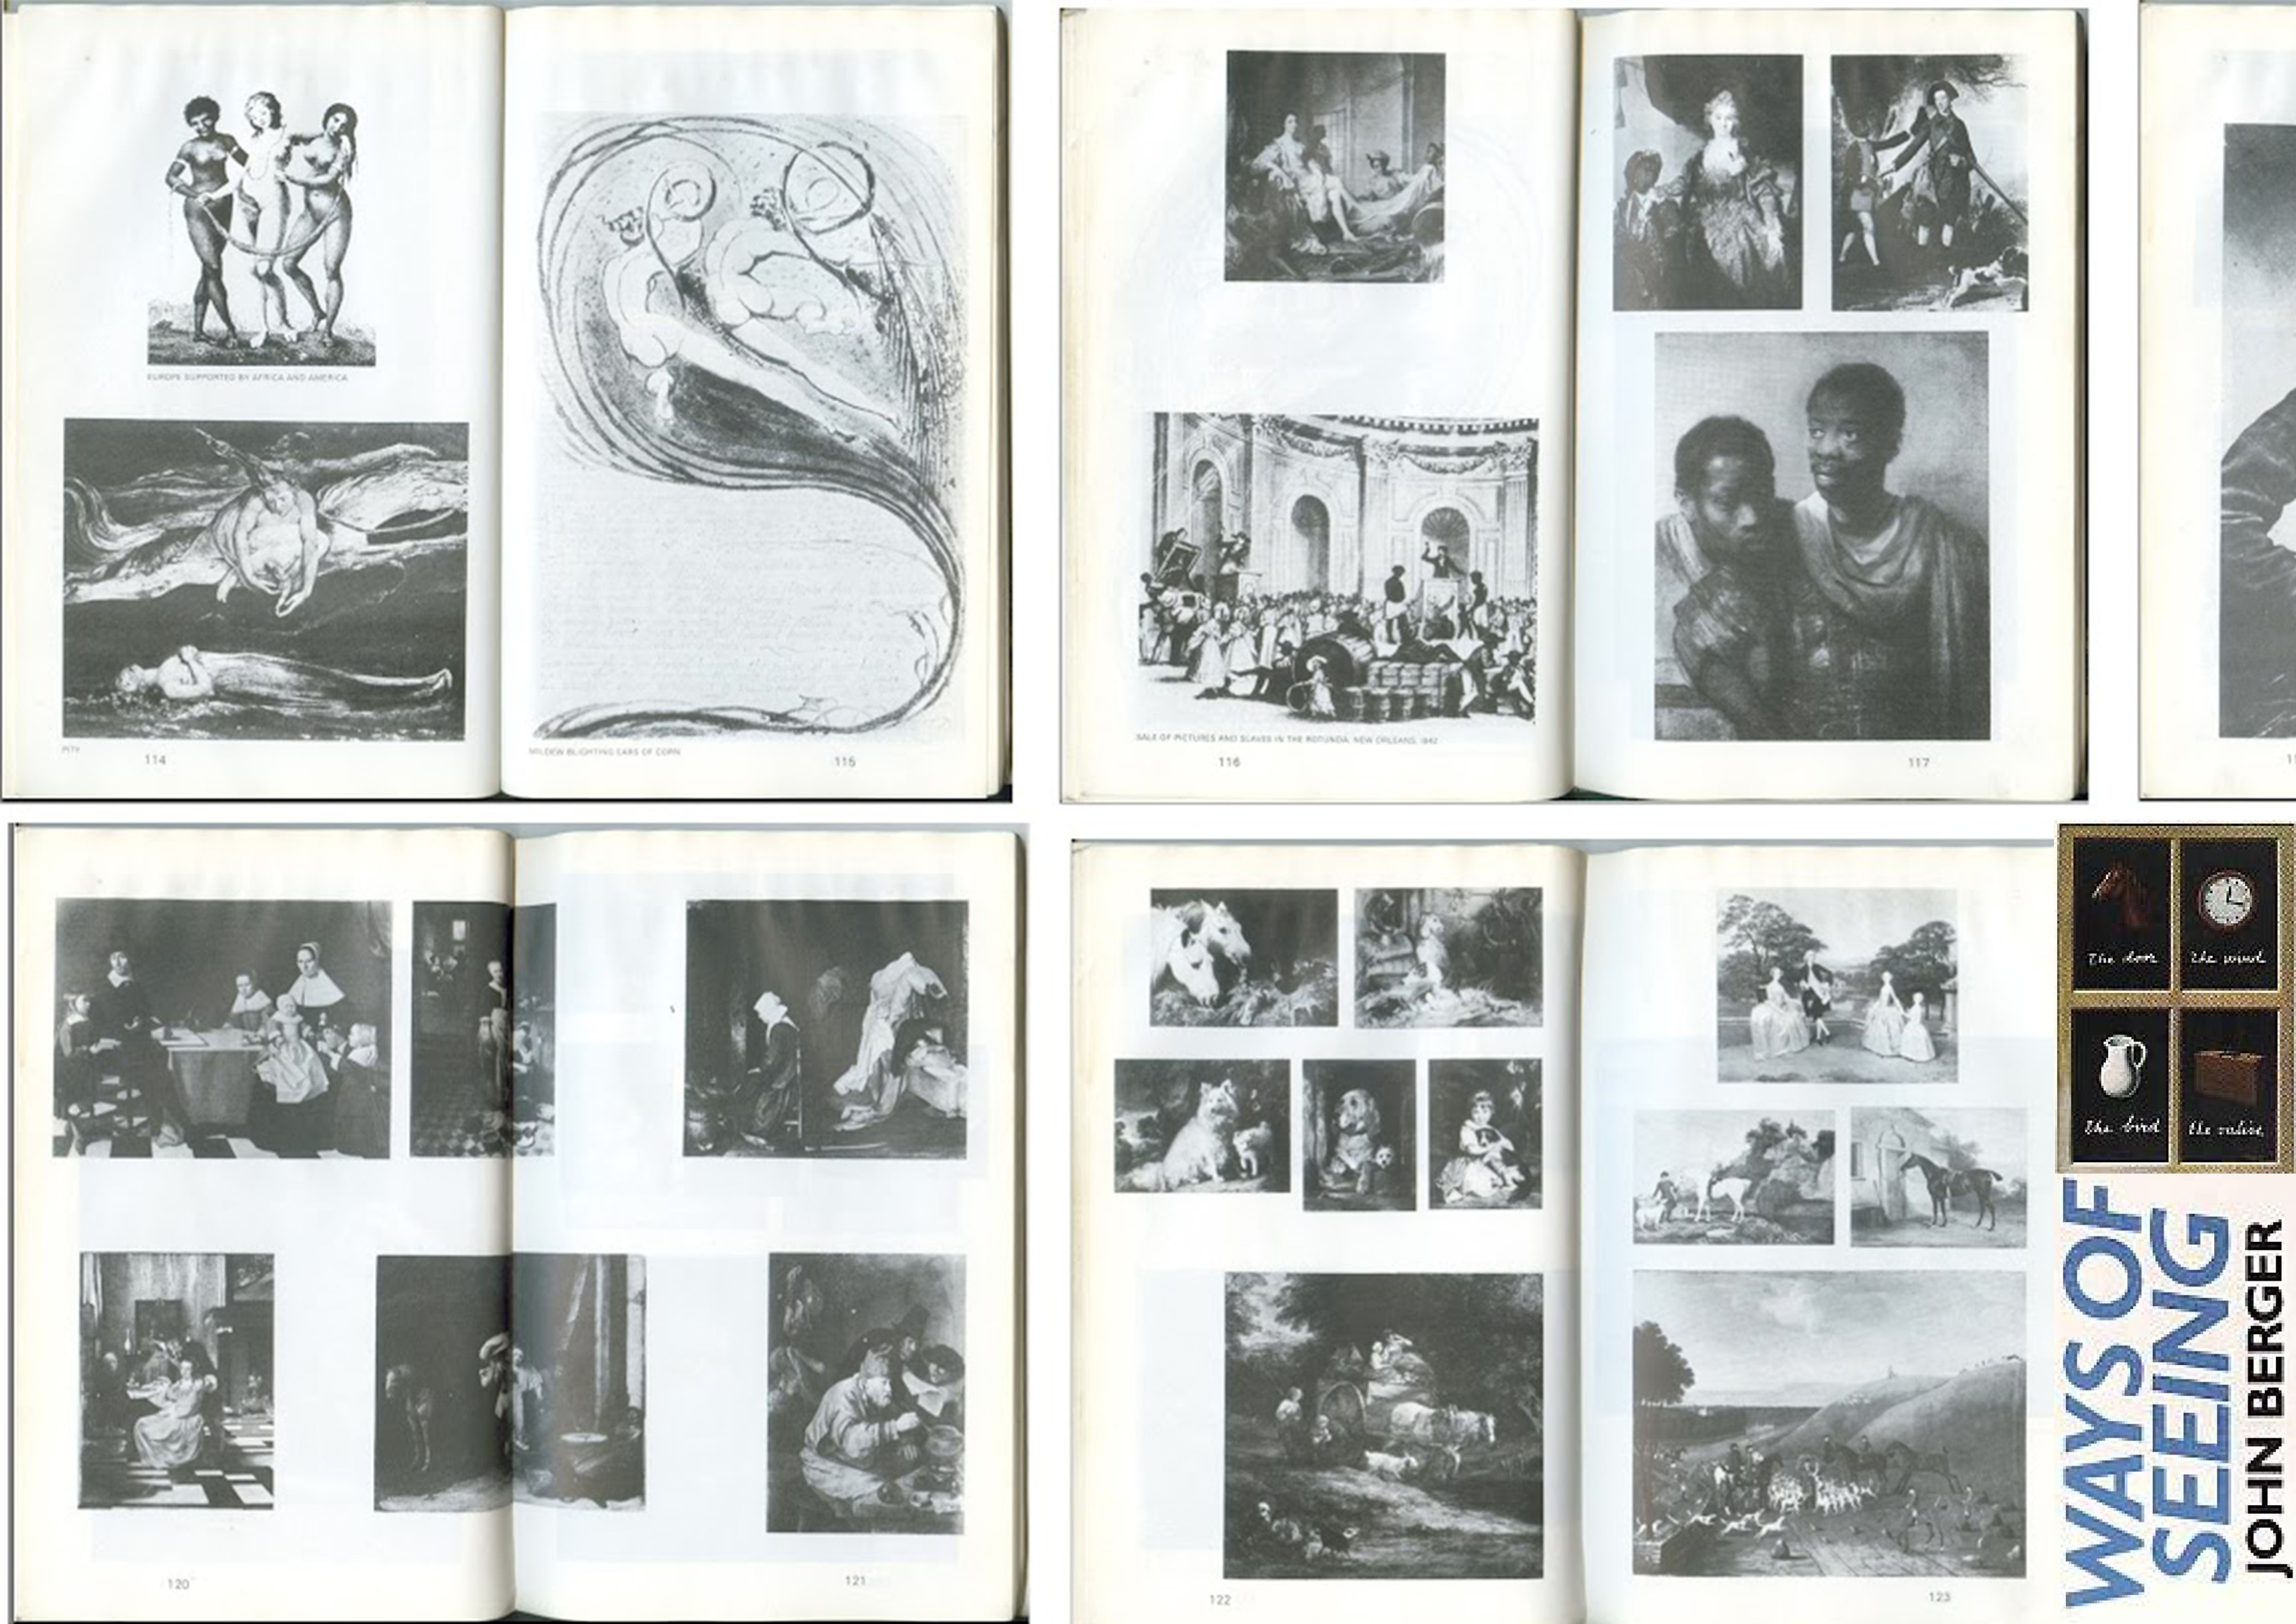 EUROPE SUPPORTED BY AFRICA AND AMERICA
PITY
114
MILDEW BLIGHTING EARS OF CORN
115
SALE OF PICTURES AND SLAVES IN THE ROTUNDA, NEW ORLEANS, 1842
116
117
120
121
122
123
The door
the wind
the bird
the valise
WAYS OF
SEEING
JOHN BERGER